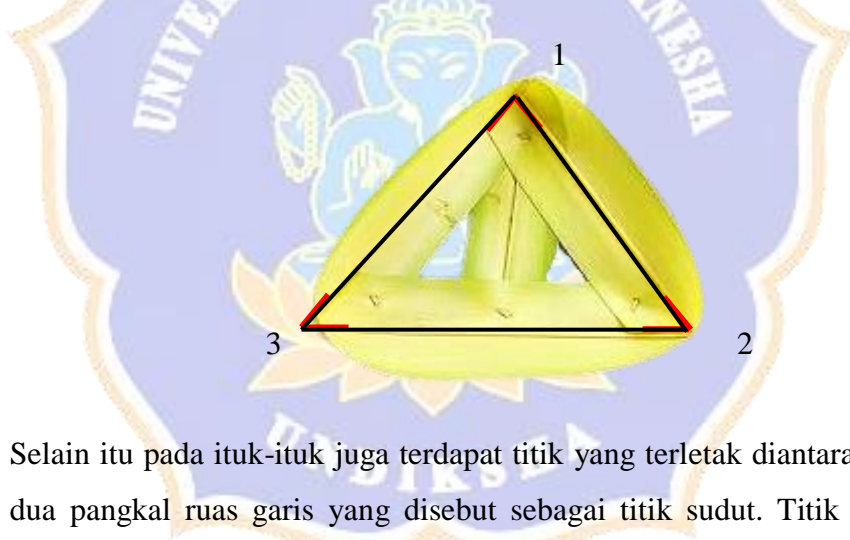 1
3
2
Selain itu pada ituk-ituk juga terdapat titik yang terletak diantara
dua pangkal ruas garis yang disebut sebagai titik sudut. Titik
UNDIKSHA